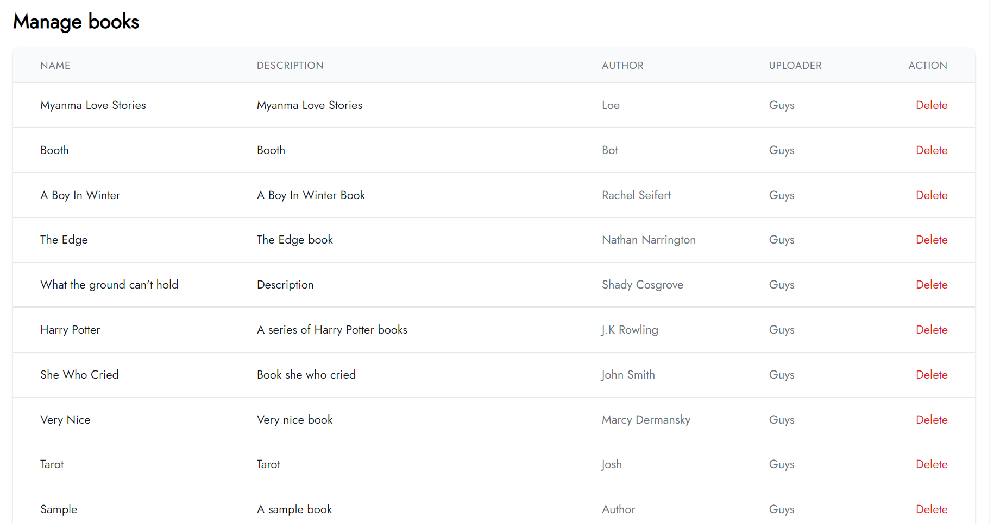 Manage books
NAME DESCRIPTION AUTHOR UPLOADER ACTION
Myanma Love Stories Myanma Love Stories Loe Guys Delete
Booth Booth Bot Guys Delete
A Boy In Winter A Boy In Winter Book Rachel Seifert Guys Delete
The Edge The Edge book Nathan Narrington Guys Delete
What the ground can't hold Description Shady Cosgrove Guys Delete
Harry Potter A series of Harry Potter books J.K Rowling Guys Delete
She Who Cried Book she who cried John Smith Guys Delete
Very Nice Very nice book Marcy Dermansky Guys Delete
Tarot Tarot Josh Guys Delete
Sample A sample book Author Guys Delete